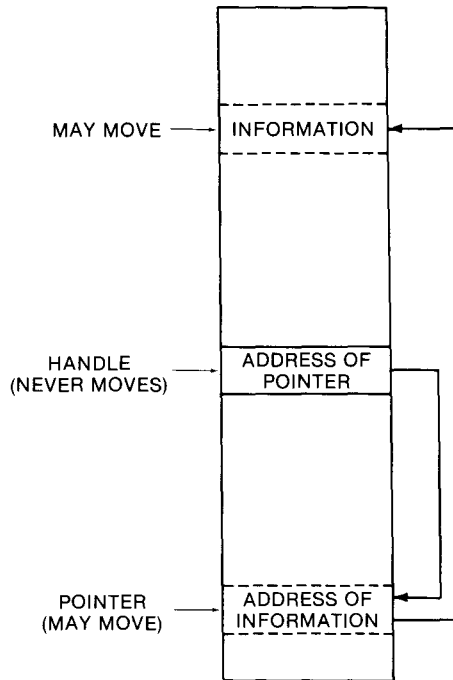 MAY MOVE
INFORMATION
HANDLE
(NEVER MOVES)
ADDRESS OF
POINTER
POINTER
(MAY MOVE)
ADDRESS OF
INFORMATION